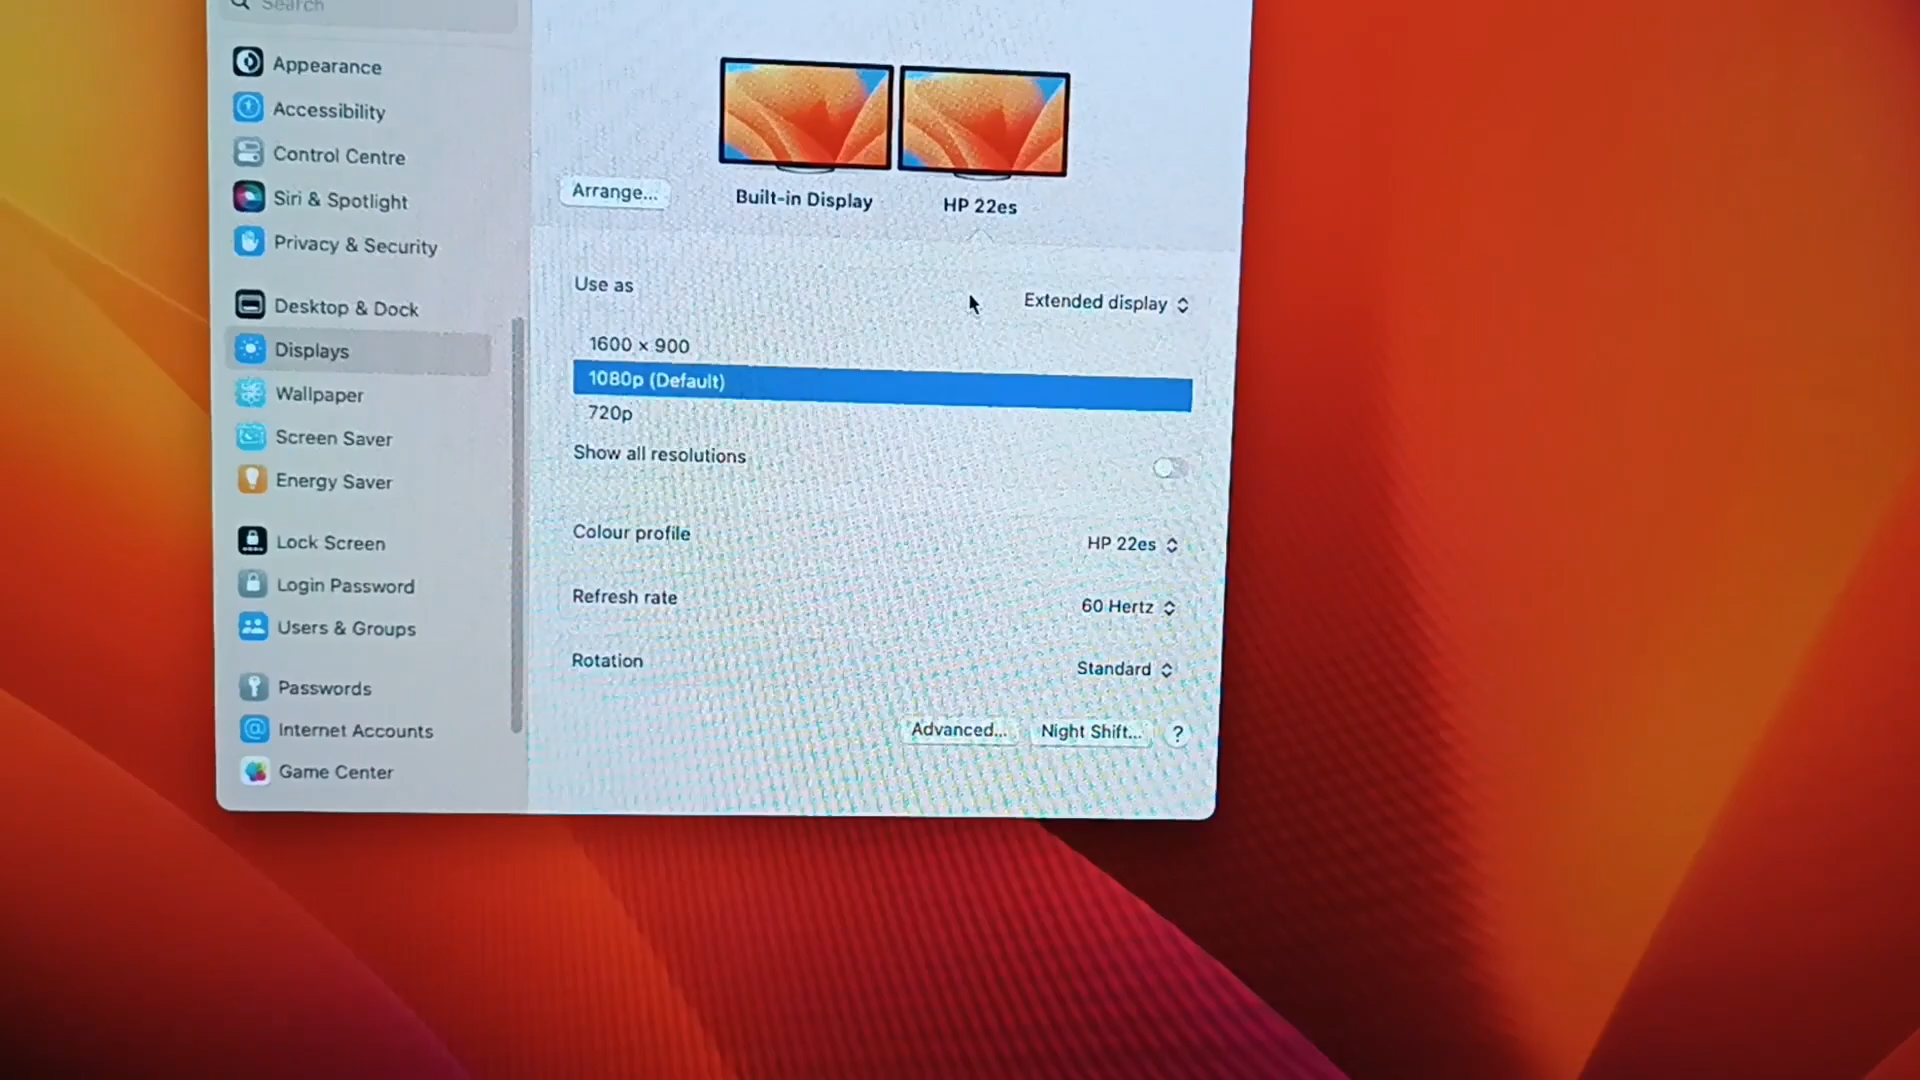 Search
Appearance
Accessibility
Control Centre
Siri & Spotlight
Privacy & Security
Desktop & Dock
Displays
Wallpaper
Screen Saver
Energy Saver
Lock Screen
Login Password
Users & Groups
Passwords
Internet Accounts
Game Center
Arrange...
Built-in Display
HP 22es
Use as
Extended display
1600 × 900
1080p (Default)
720p
Show all resolutions
Colour profile
HP 22es
Refresh rate
60 Hertz
Rotation
Standard
Advanced...
Night Shift...
?